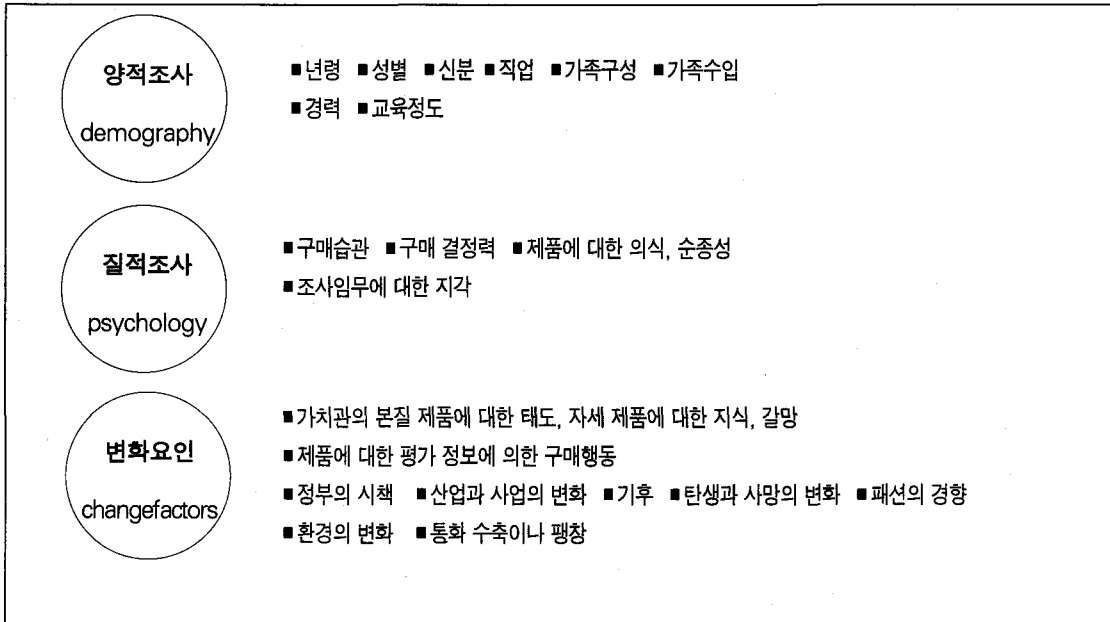 양적조사
demography
■년령 ■성별 ■신분 ■직업 ■가족구성 ■가족수입
■경력 ■교육정도
질적조사
psychology
■구매습관 ■구매 결정력 ■제품에 대한 의식, 순종성
■조사임무에 대한 지각
변화요인
changefactors
■가치관의 본질 제품에 대한 태도, 자세 제품에 대한 지식, 갈망
■제품에 대한 평가 정보에 의한 구매행동
■정부의 시책 ■산업과 사업의 변화 ■기후 ■탄생과 사망의 변화 ■패션의 경향
■환경의 변화 ■통화 수축이나 팽창